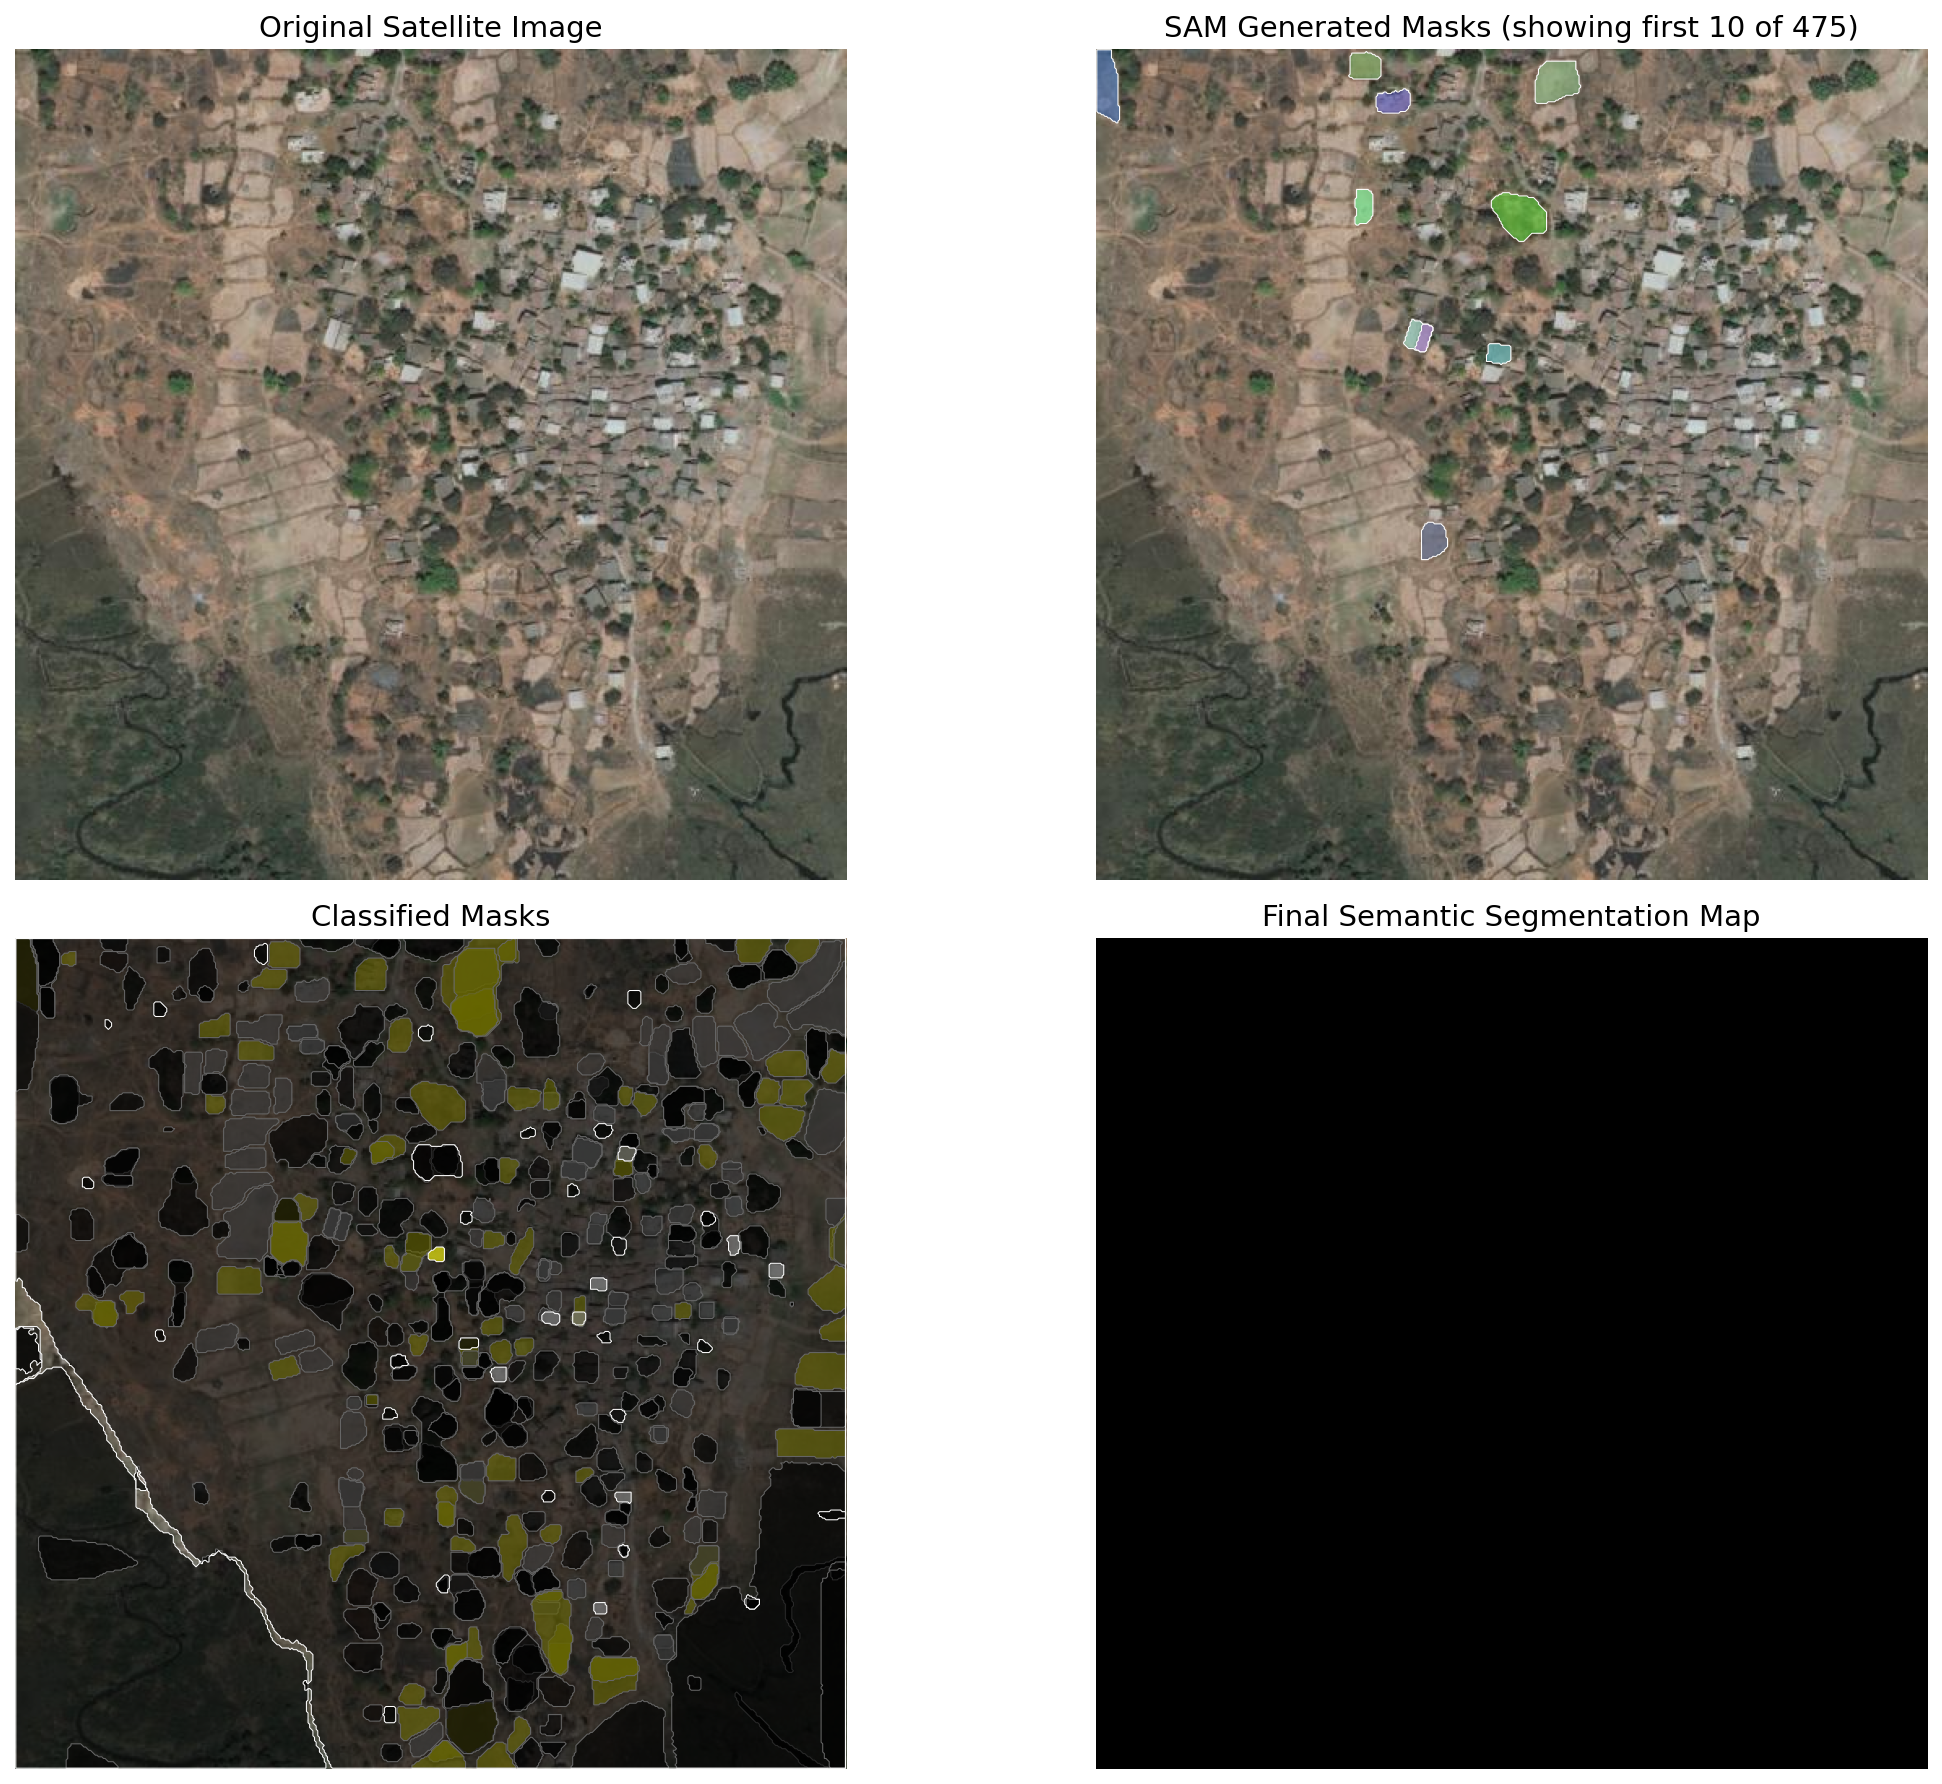 Original Satellite Image
SAM Generated Masks (showing first 10 of 475)
Classified Masks
Final Semantic Segmentation Map